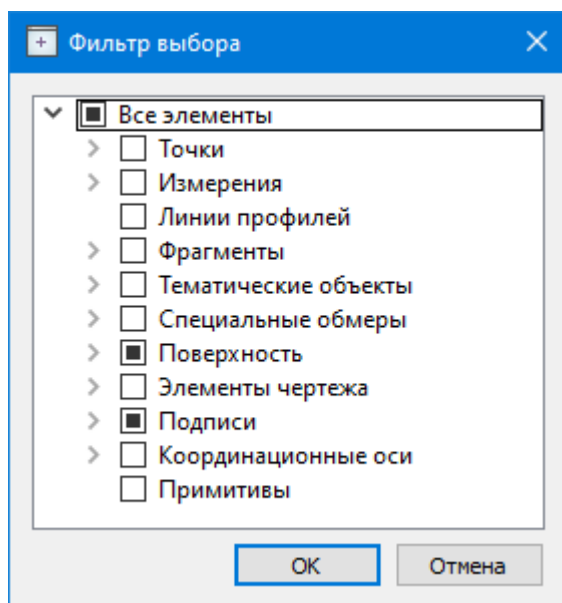 Фильтр выбора
Все элементы
Точки
Измерения
Линии профилей
Фрагменты
Тематические объекты
Специальные обмеры
Поверхность
Элементы чертежа
Подписи
Координационные оси
Примитивы
OK Отмена